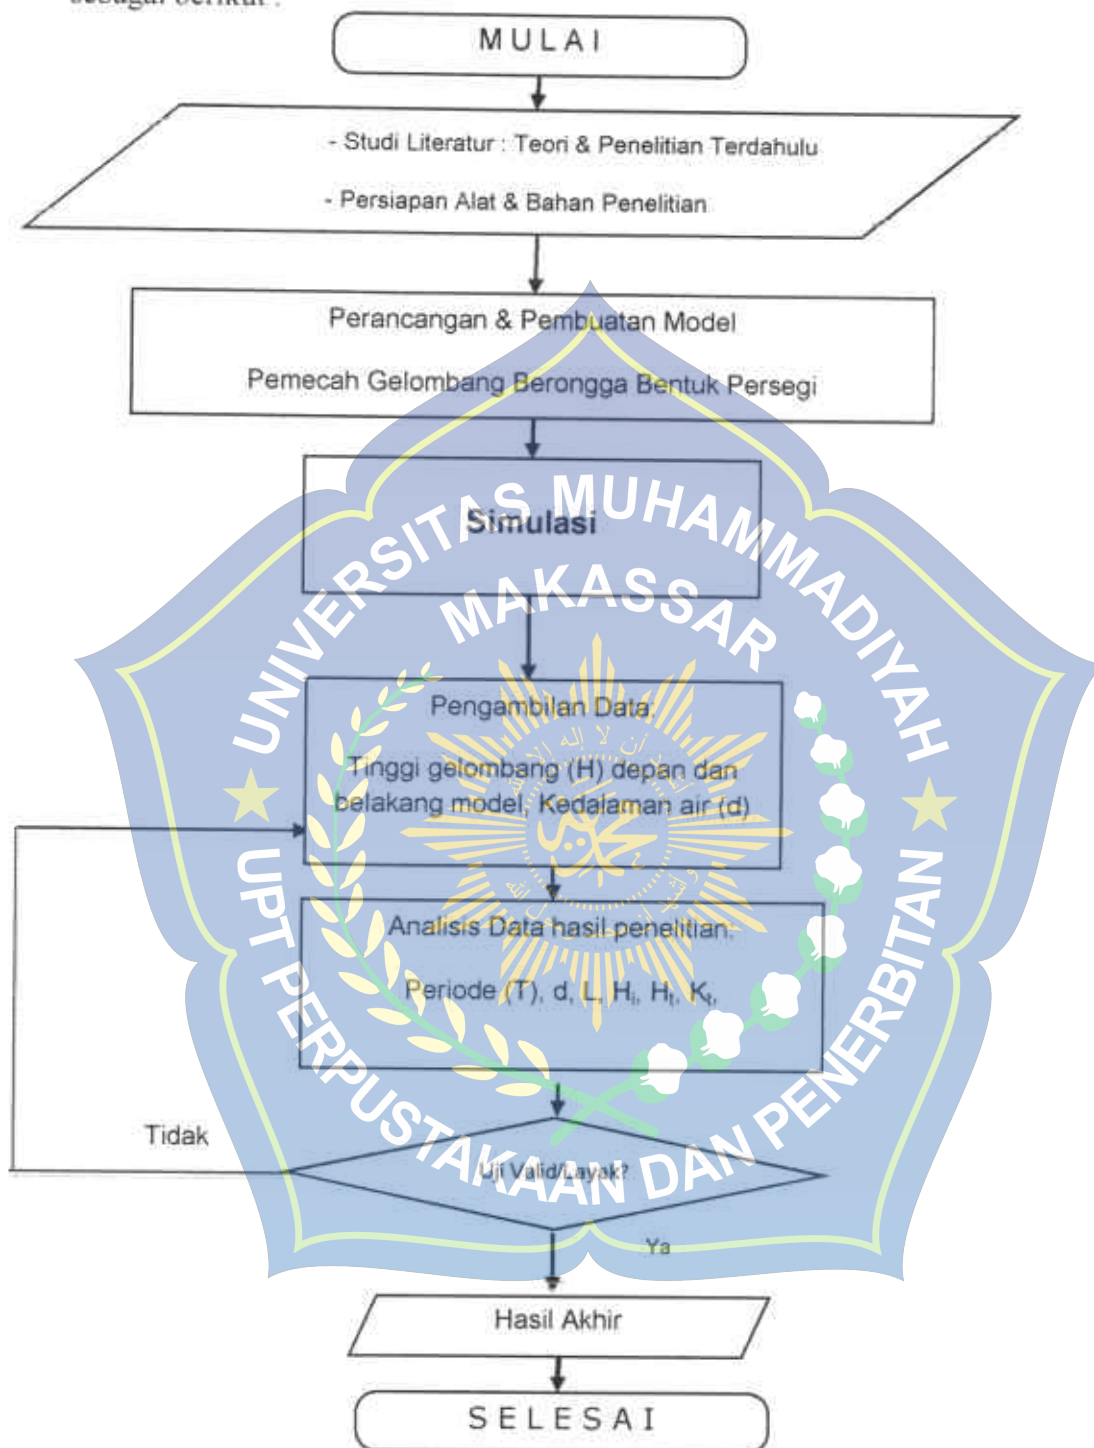 sebagai berikut :
MULAI
- Studi Literatur : Teori & Penelitian Terdahulu
- Persiapan Alat & Bahan Penelitian
Perancangan & Pembuatan Model
Pemecah Gelombang Berongga Bentuk Persegi
Simulasi
UNIVERSITAS MUHAMMADIYAH
MAKASSAR
Pengambilan Data:
Tinggi gelombang (H) depan dan
belakang model, Kedalaman air (d)
Analisis Data hasil penelitian:
Periode (T), d, L, Hᵢ, Hₜ, Kₜ,
Tidak
Uji Valid/Layak?
UPT PERPUSTAKAAN DAN PENERBITAN
Ya
Hasil Akhir
SELESAI